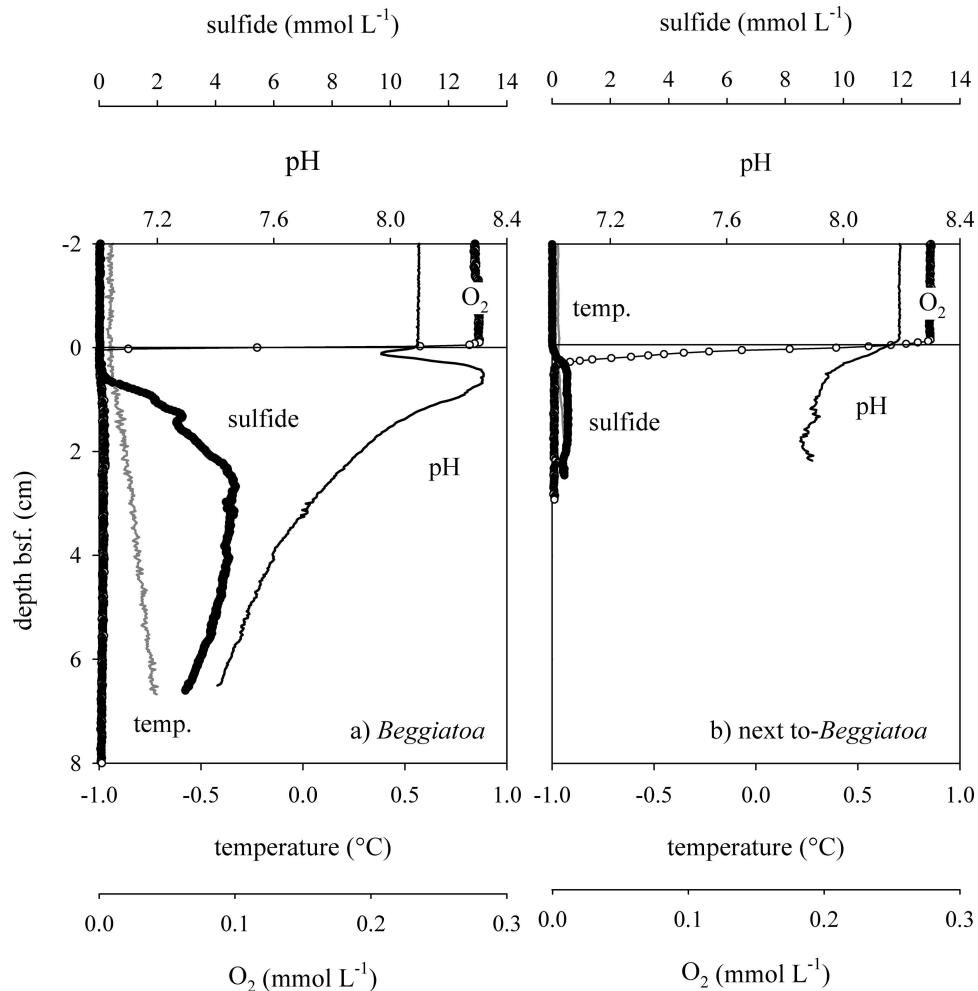 sulfide (mmol L⁻¹)
0 2 4 6 8 10 12 14
pH
7.2 7.6 8.0 8.4
-2
0
2
4
6
8
depth bsf. (cm)
O₂
sulfide
pH
temp.
a) Beggiatoa
-1.0 -0.5 0.0 0.5 1.0
temperature (°C)
0.0 0.1 0.2 0.3
O₂ (mmol L⁻¹)
sulfide (mmol L⁻¹)
0 2 4 6 8 10 12 14
pH
7.2 7.6 8.0 8.4
O₂
temp.
pH
sulfide
b) next to-Beggiatoa
-1.0 -0.5 0.0 0.5 1.0
temperature (°C)
0.0 0.1 0.2 0.3
O₂ (mmol L⁻¹)